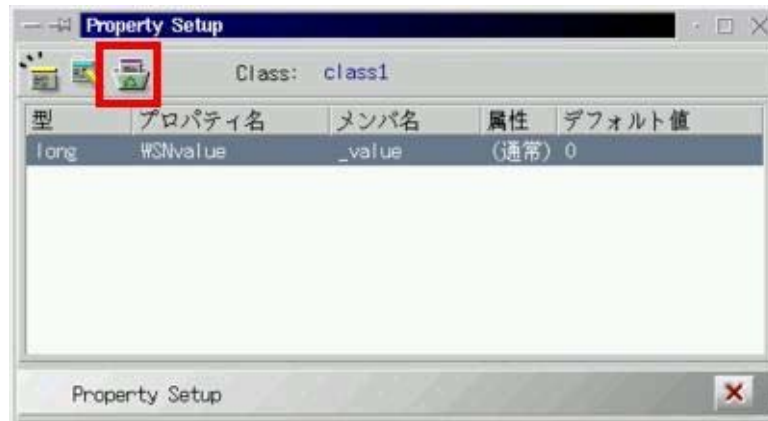 Property Setup
Class: class1
型 プロパティ名 メンバ名 属性 デフォルト値
long WSNvalue _value (通常) 0
Property Setup